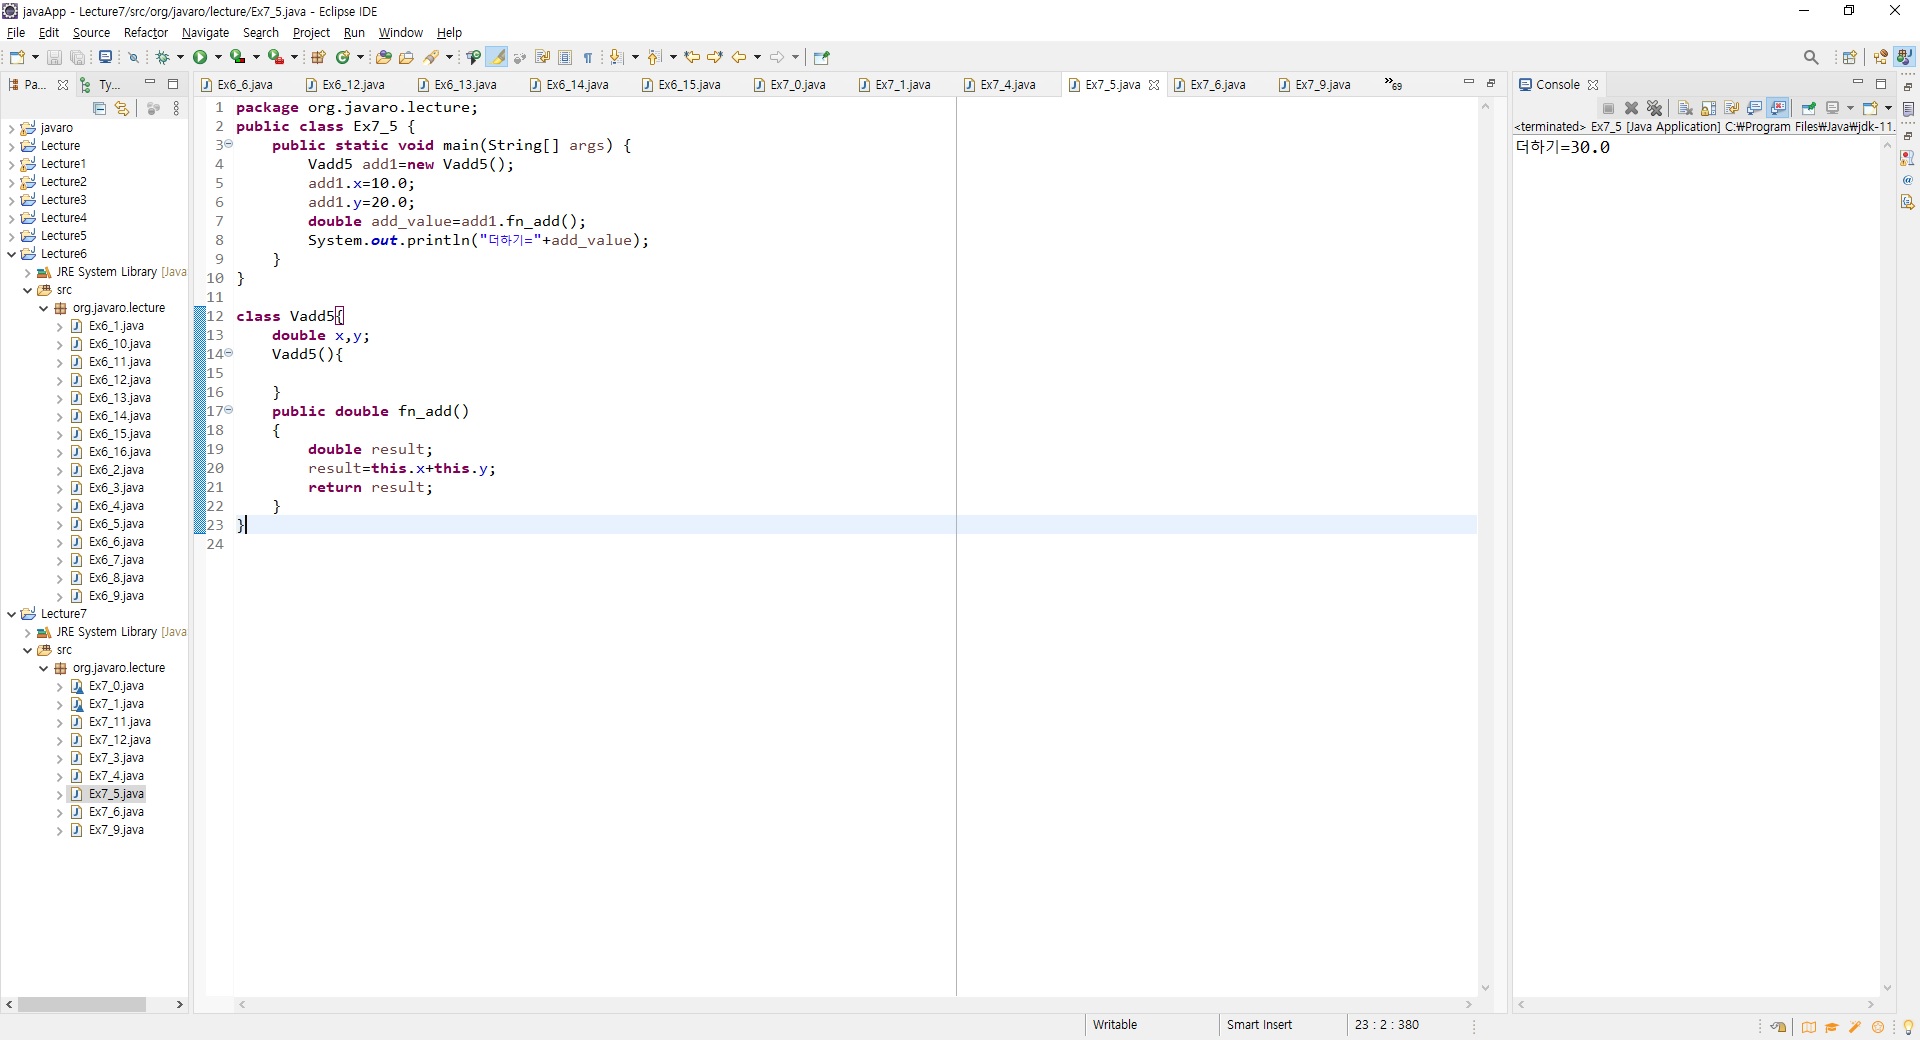 javaApp - Lecture7/src/org/javaro/lecture/Ex7_5.java - Eclipse IDE
File Edit Source Refactor Navigate Search Project Run Window Help
Pa... Ty...
javaro
Lecture
Lecture1
Lecture2
Lecture3
Lecture4
Lecture5
Lecture6
JRE System Library [Java
src
org.javaro.lecture
Ex6_1.java
Ex6_10.java
Ex6_11.java
Ex6_12.java
Ex6_13.java
Ex6_14.java
Ex6_15.java
Ex6_16.java
Ex6_2.java
Ex6_3.java
Ex6_4.java
Ex6_5.java
Ex6_6.java
Ex6_7.java
Ex6_8.java
Ex6_9.java
Lecture7
JRE System Library [Java
src
org.javaro.lecture
Ex7_0.java
Ex7_1.java
Ex7_11.java
Ex7_12.java
Ex7_3.java
Ex7_4.java
Ex7_5.java
Ex7_6.java
Ex7_9.java
Ex6_6.java Ex6_12.java Ex6_13.java Ex6_14.java Ex6_15.java Ex7_0.java Ex7_1.java Ex7_4.java Ex7_5.java Ex7_6.java Ex7_9.java »69
1 package org.javaro.lecture;
2 public class Ex7_5 {
3     public static void main(String[] args) {
4         Vadd5 add1=new Vadd5();
5         add1.x=10.0;
6         add1.y=20.0;
7         double add_value=add1.fn_add();
8         System.out.println("더하기="+add_value);
9     }
10 }
11
12 class Vadd5{
13     double x,y;
14     Vadd5(){
15
16     }
17     public double fn_add()
18     {
19         double result;
20         result=this.x+this.y;
21         return result;
22     }
23 }
24
Console
<terminated> Ex7_5 [Java Application] C:₩Program Files₩Java₩jdk-11.
더하기=30.0
Writable Smart Insert 23 : 2 : 380